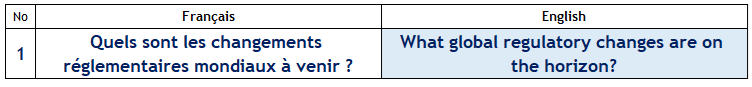 No Français English
1 Quels sont les changements
réglementaires mondiaux à venir ?
What global regulatory changes are on
the horizon?